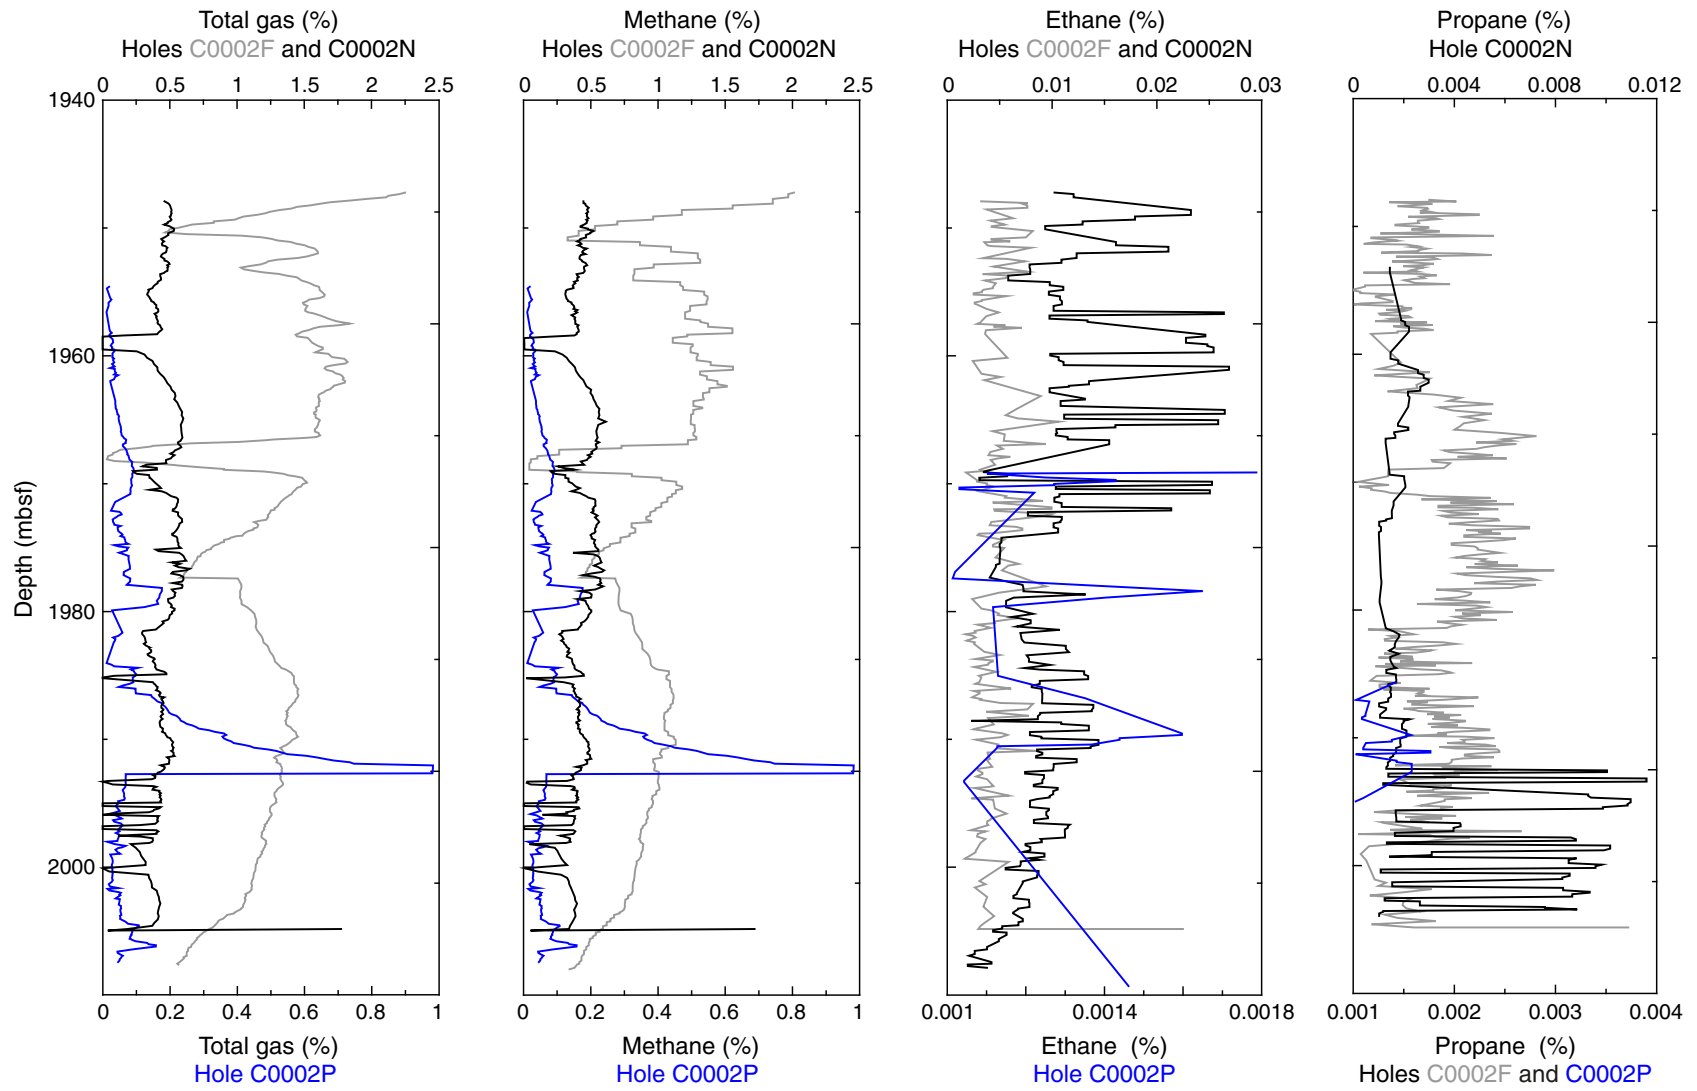 Total gas (%) Methane (%) Ethane (%) Propane (%)
Holes C0002F and C0002N Holes C0002F and C0002N Holes C0002F and C0002N Hole C0002N
0 0.5 1 1.5 2 2.5 0 0.5 1 1.5 2 2.5 0 0.01 0.02 0.03 0 0.004 0.008 0.012
1940
1960
Depth (mbsf)
1980
2000
0 0.2 0.4 0.6 0.8 1 0 0.2 0.4 0.6 0.8 1 0.001 0.0014 0.0018 0.001 0.002 0.003 0.004
Total gas (%) Methane (%) Ethane (%) Propane (%)
Hole C0002P Hole C0002P Hole C0002P Holes C0002F and C0002P